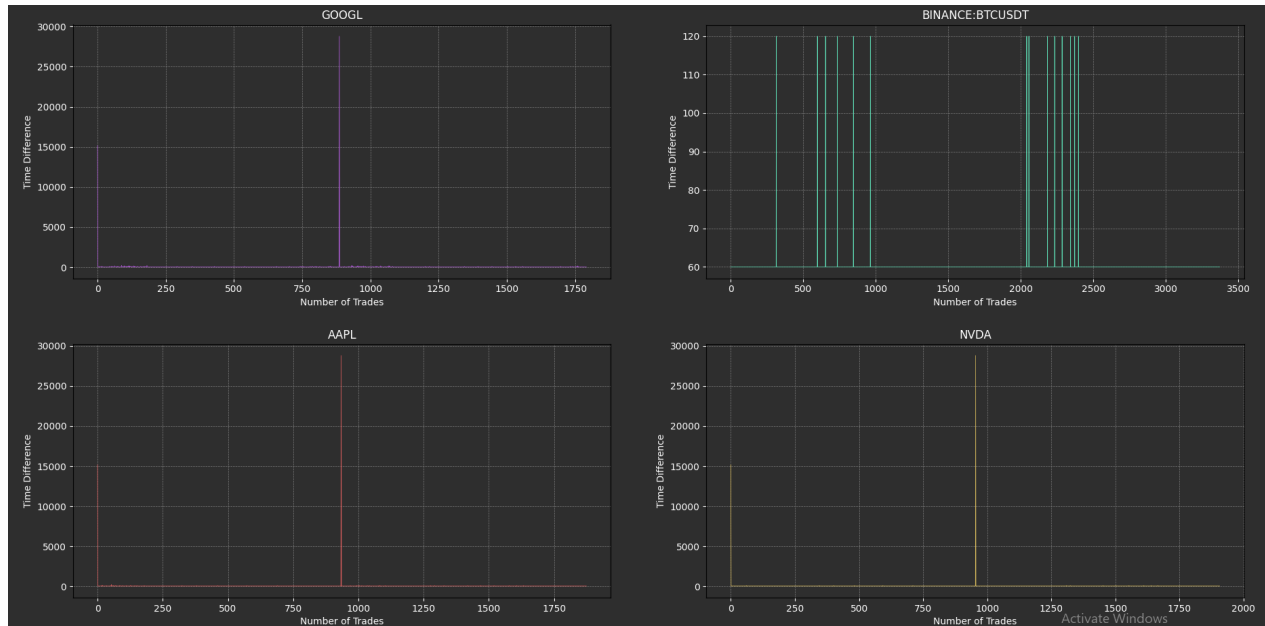 GOOGL
30000
25000
20000
15000
10000
5000
0
Time Difference
0 250 500 750 1000 1250 1500 1750
Number of Trades
BINANCE:BTCUSDT
120
110
100
90
80
70
60
Time Difference
0 500 1000 1500 2000 2500 3000 3500
Number of Trades
AAPL
30000
25000
20000
15000
10000
5000
0
Time Difference
0 250 500 750 1000 1250 1500 1750
Number of Trades
NVDA
30000
25000
20000
15000
10000
5000
0
Time Difference
0 250 500 750 1000 1250 1500 1750 2000
Number of Trades
Activate Windows